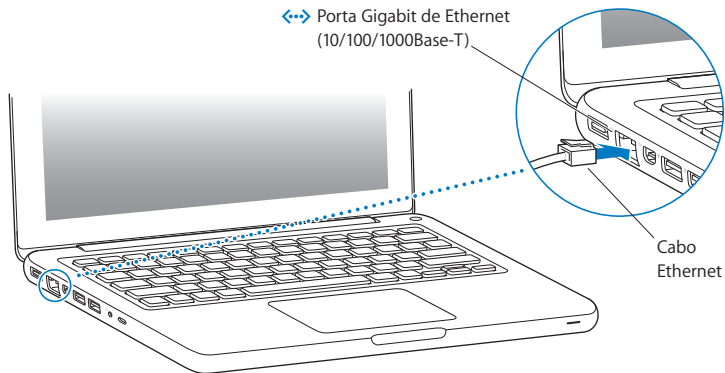 Porta Gigabit de Ethernet
(10/100/1000Base-T)
Cabo
Ethernet